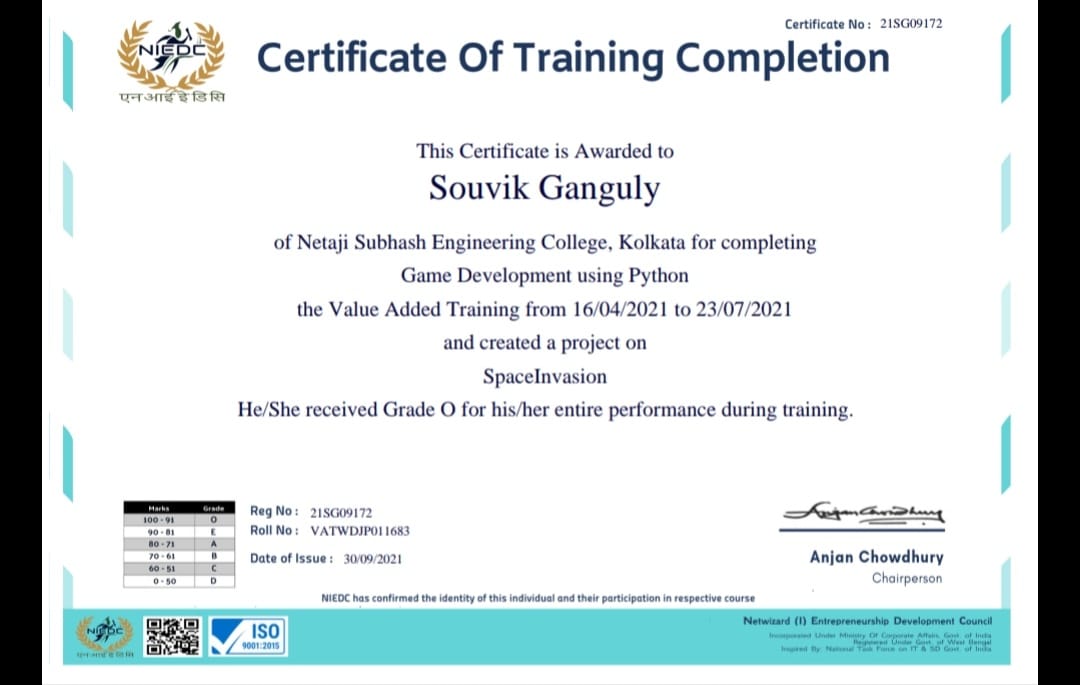 Certificate No : 21SG09172
NIEDC
एनआई ई डि सि
Certificate Of Training Completion
This Certificate is Awarded to
Souvik Ganguly
of Netaji Subhash Engineering College, Kolkata for completing
Game Development using Python
the Value Added Training from 16/04/2021 to 23/07/2021
and created a project on
SpaceInvasion
He/She received Grade O for his/her entire performance during training.
Marks Grade
100 - 91 O
90 - 81 E
80 - 71 A
70 - 61 B
60 - 51 C
0 - 50 D
Reg No : 21SG09172
Roll No : VATWDJP011683
Date of Issue : 30/09/2021
Anjan Chowdhury
Anjan Chowdhury
Chairperson
NIEDC has confirmed the identity of this individual and their participation in respective course
NIEDC
एनआई ई डि सि
ISO
9001:2015
Netwizard (I) Entrepreneurship Development Council
Incorporated Under Ministry Of Corporate Affairs, Govt. of India
Registered Under Govt. of West Bengal
Inspired By: National Task Force on IT & SD Govt. of India